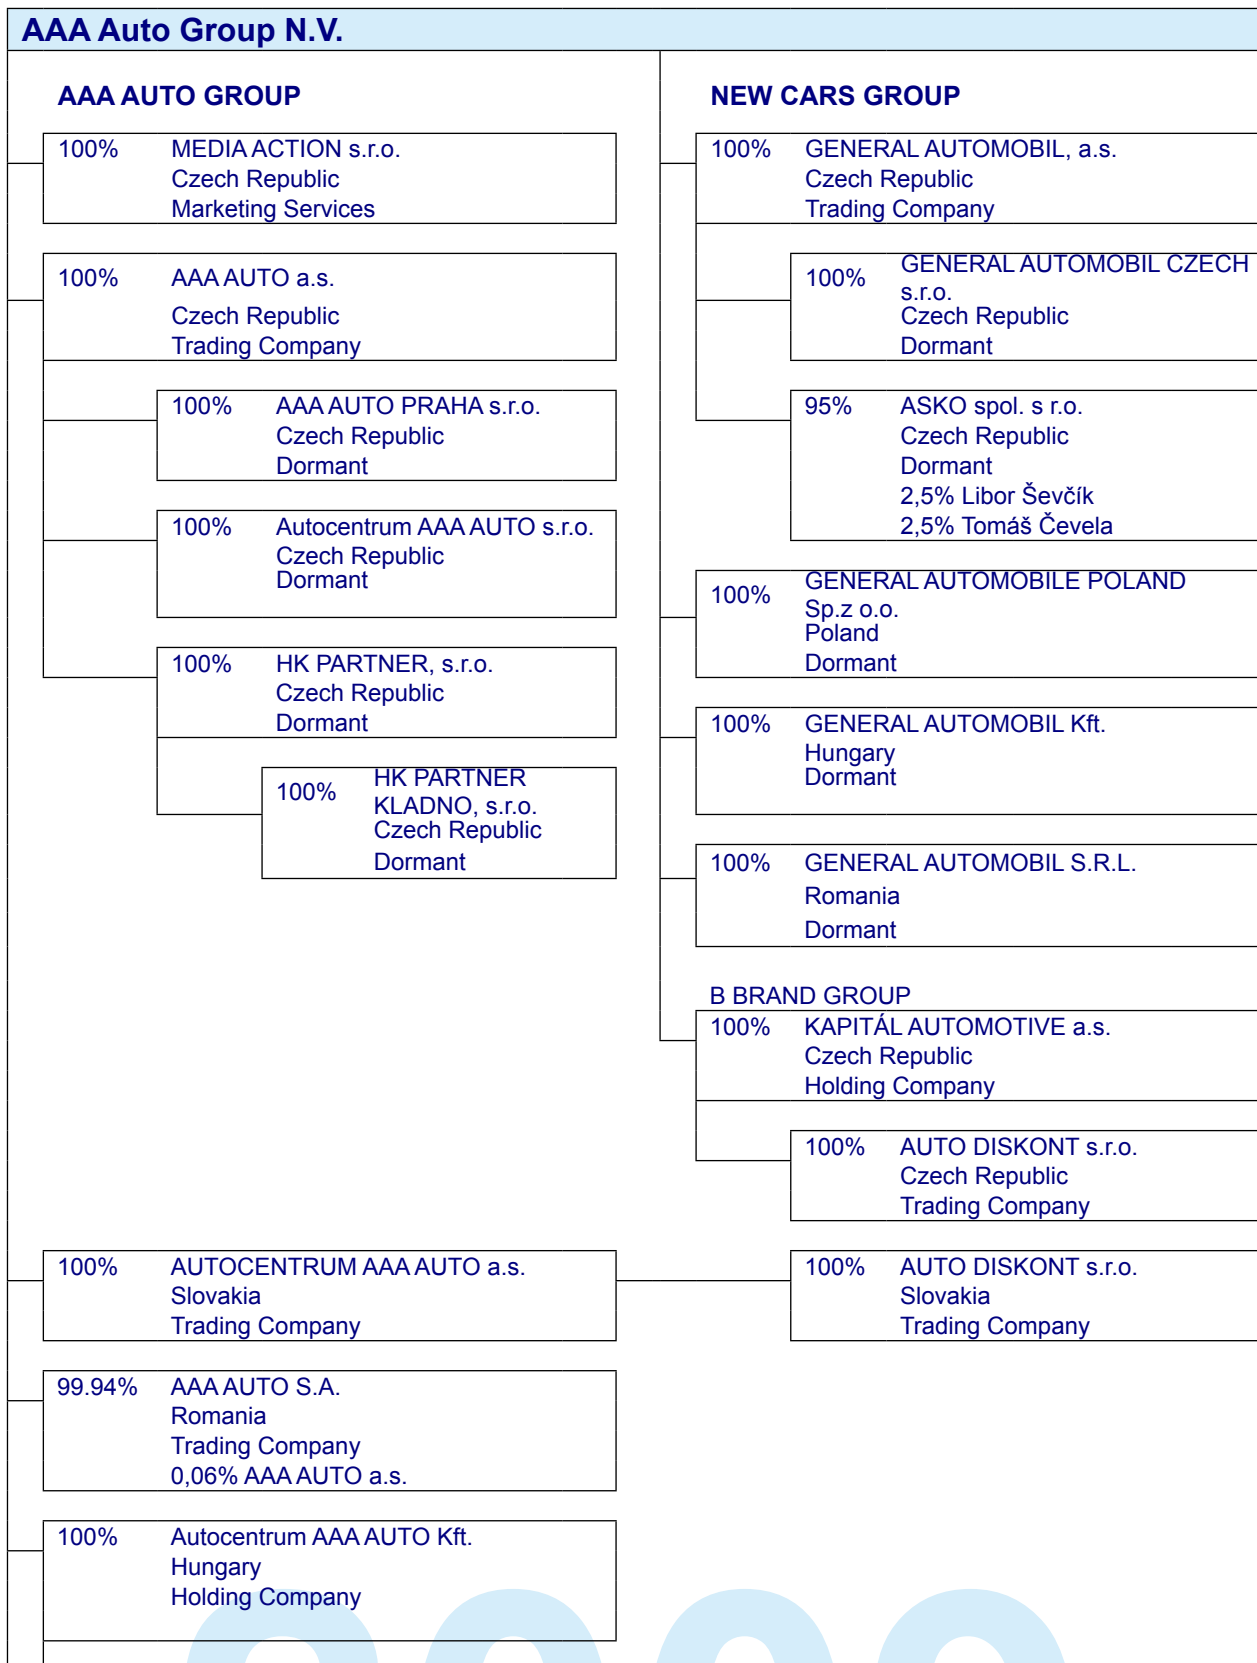 AAA Auto Group N.V.
AAA AUTO GROUP
100% MEDIA ACTION s.r.o.
Czech Republic
Marketing Services
100% AAA AUTO a.s.
Czech Republic
Trading Company
100% AAA AUTO PRAHA s.r.o.
Czech Republic
Dormant
100% Autocentrum AAA AUTO s.r.o.
Czech Republic
Dormant
100% HK PARTNER, s.r.o.
Czech Republic
Dormant
100% HK PARTNER
KLADNO, s.r.o.
Czech Republic
Dormant
NEW CARS GROUP
100% GENERAL AUTOMOBIL, a.s.
Czech Republic
Trading Company
100% GENERAL AUTOMOBIL CZECH
s.r.o.
Czech Republic
Dormant
95% ASKO spol. s r.o.
Czech Republic
Dormant
2,5% Libor Ševčík
2,5% Tomáš Čevela
100% GENERAL AUTOMOBILE POLAND
Sp.z o.o.
Poland
Dormant
100% GENERAL AUTOMOBIL Kft.
Hungary
Dormant
100% GENERAL AUTOMOBIL S.R.L.
Romania
Dormant
B BRAND GROUP
100% KAPITÁL AUTOMOTIVE a.s.
Czech Republic
Holding Company
100% AUTO DISKONT s.r.o.
Czech Republic
Trading Company
100% AUTOCENTRUM AAA AUTO a.s.
Slovakia
Trading Company
100% AUTO DISKONT s.r.o.
Slovakia
Trading Company
99.94% AAA AUTO S.A.
Romania
Trading Company
0,06% AAA AUTO a.s.
100% Autocentrum AAA AUTO Kft.
Hungary
Holding Company